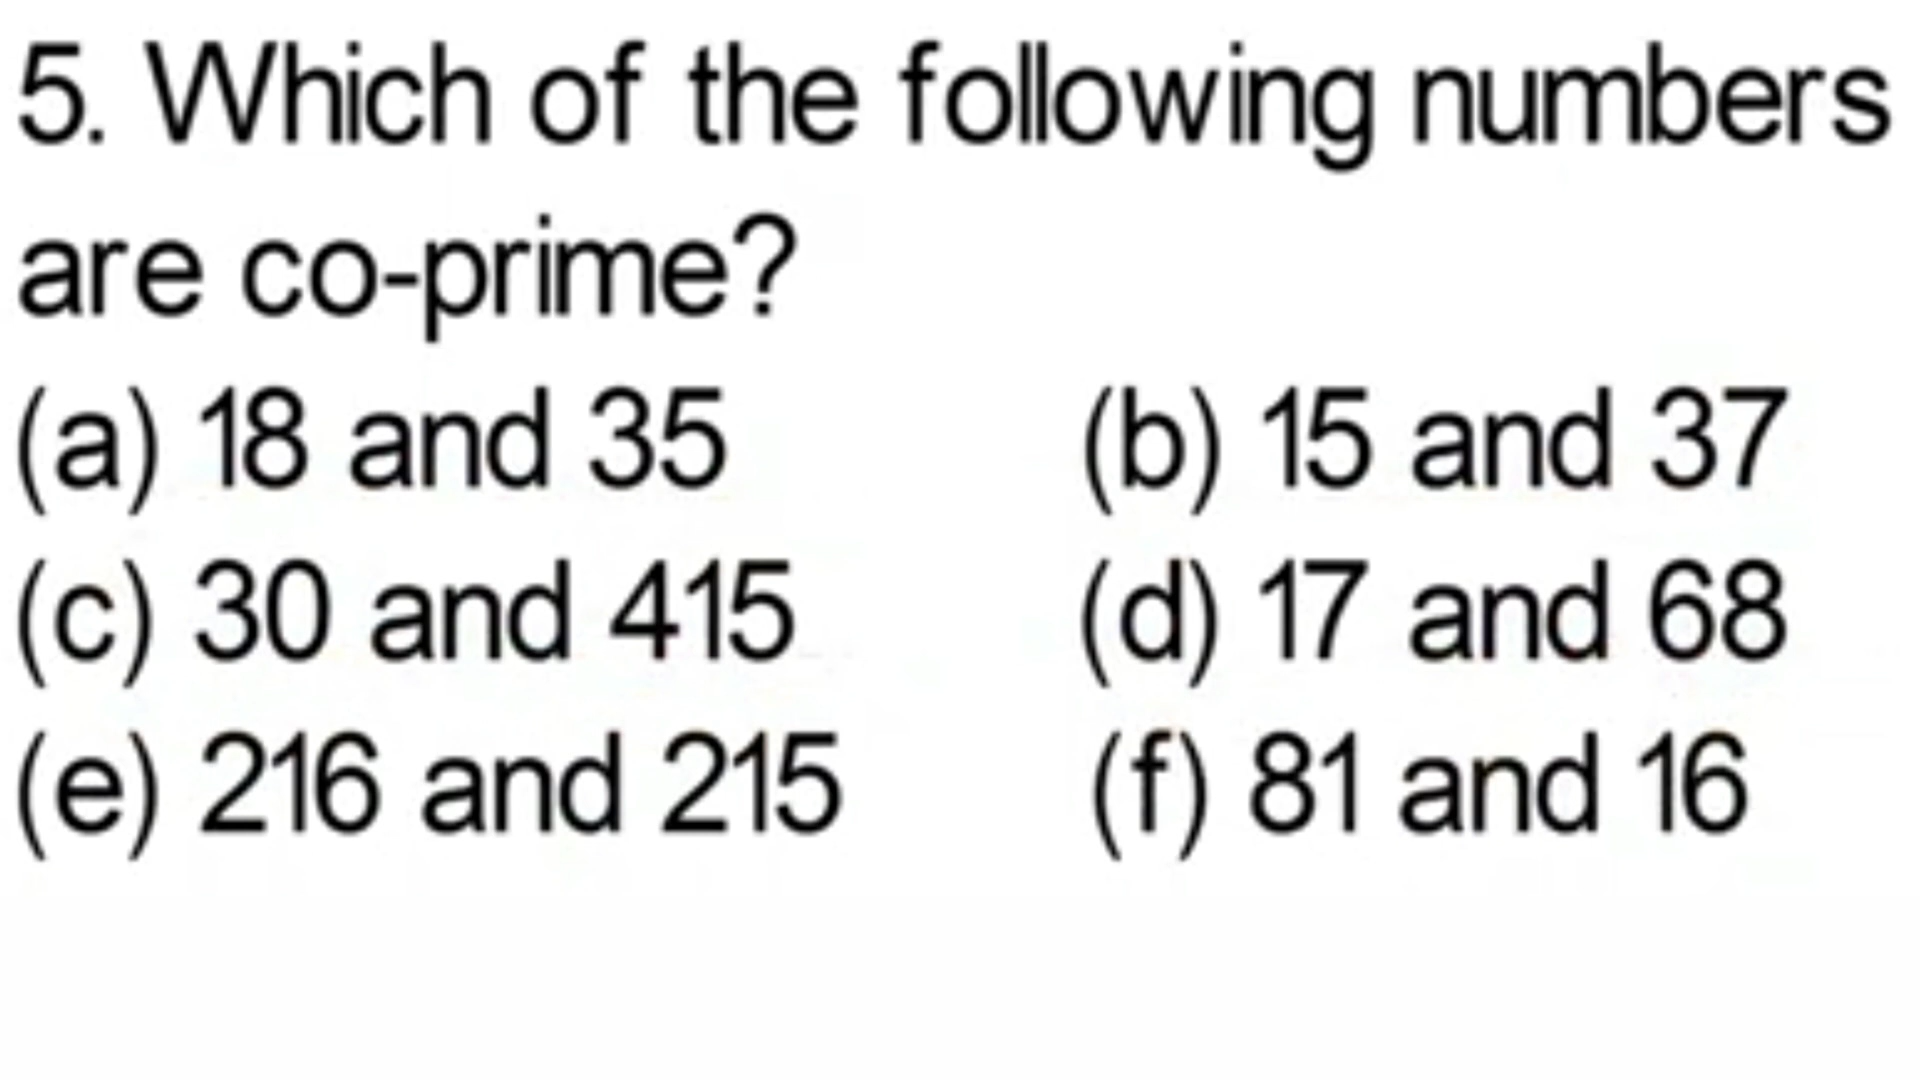 5. Which of the following numbers
are co-prime?
(a) 18 and 35 (b) 15 and 37
(c) 30 and 415 (d) 17 and 68
(e) 216 and 215 (f) 81 and 16